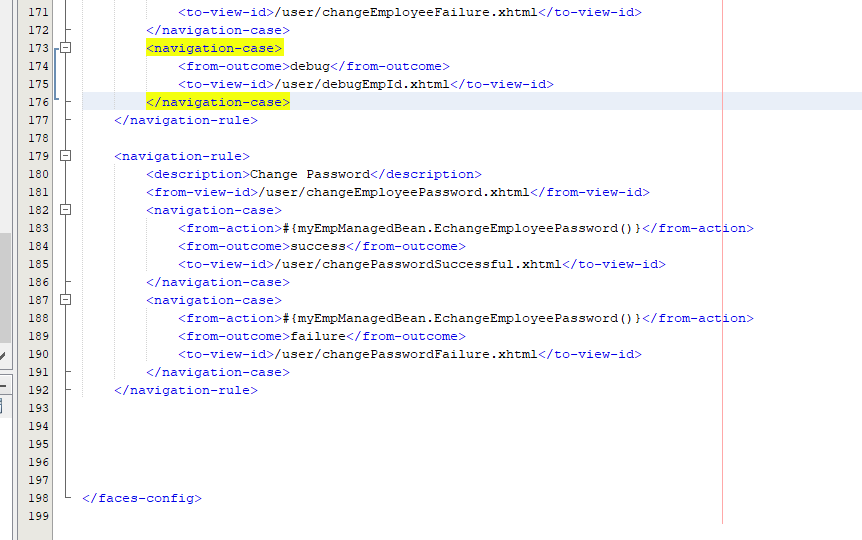 171 <to-view-id>/user/changeEmployeeFailure.xhtml</to-view-id>
172 </navigation-case>
173 <navigation-case>
174 <from-outcome>debug</from-outcome>
175 <to-view-id>/user/debugEmpId.xhtml</to-view-id>
176 </navigation-case>
177 </navigation-rule>
178
179 <navigation-rule>
180 <description>Change Password</description>
181 <from-view-id>/user/changeEmployeePassword.xhtml</from-view-id>
182 <navigation-case>
183 <from-action>#{myEmpManagedBean.EchangeEmployeePassword()}</from-action>
184 <from-outcome>success</from-outcome>
185 <to-view-id>/user/changePasswordSuccessful.xhtml</to-view-id>
186 </navigation-case>
187 <navigation-case>
188 <from-action>#{myEmpManagedBean.EchangeEmployeePassword()}</from-action>
189 <from-outcome>failure</from-outcome>
190 <to-view-id>/user/changePasswordFailure.xhtml</to-view-id>
191 </navigation-case>
192 </navigation-rule>
193
194
195
196
197
198 </faces-config>
199